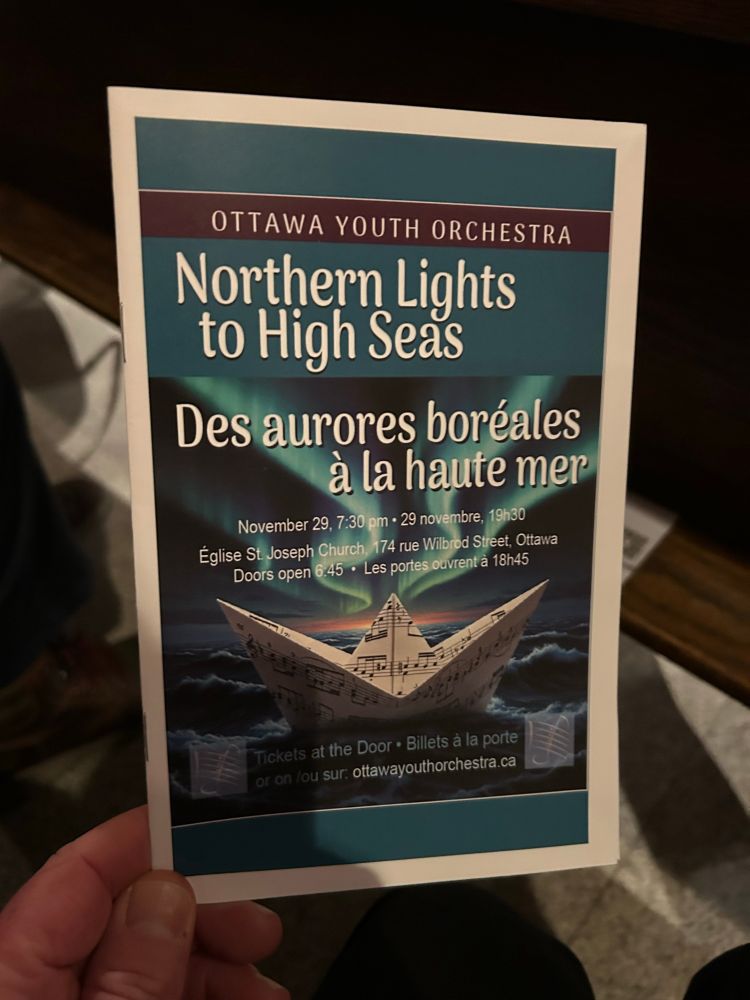 OTTAWA YOUTH ORCHESTRA
Northern Lights
to High Seas
Des aurores boréales
à la haute mer
November 29, 7:30 pm • 29 novembre, 19h30
Église St. Joseph Church, 174 rue Wilbrod Street, Ottawa
Doors open 6:45 • Les portes ouvrent à 18h45
Tickets at the Door • Billets à la porte
or on /ou sur: ottawayouthorchestra.ca